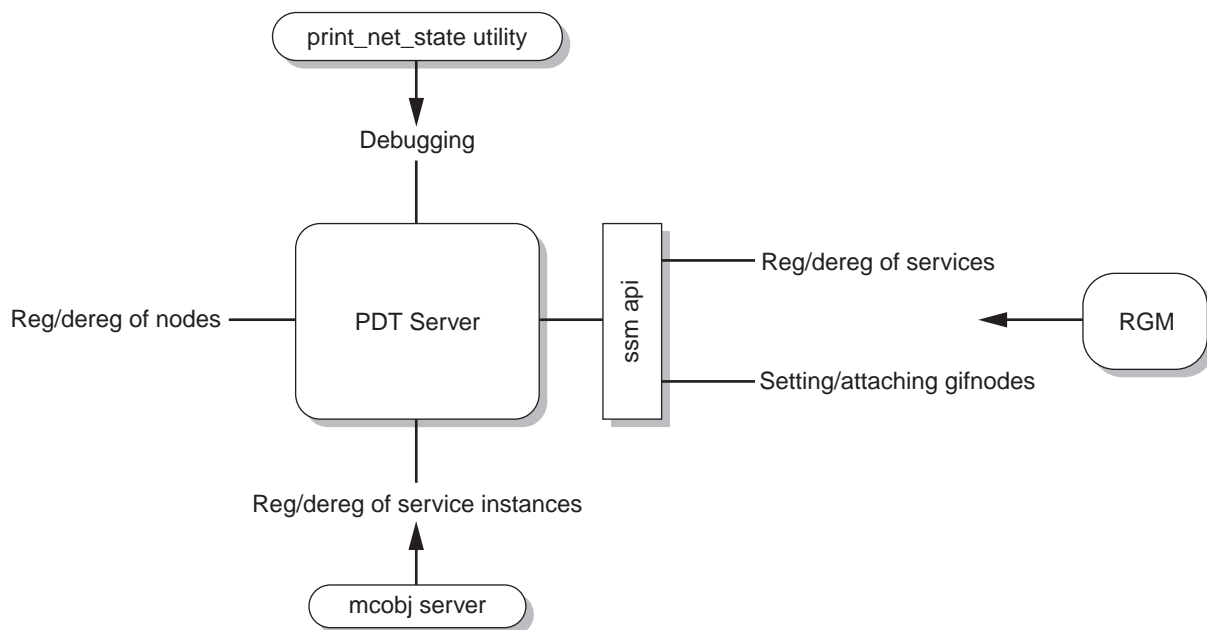 print_net_state utility
Debugging
Reg/dereg of nodes
PDT Server
ssm api
Reg/dereg of services
Setting/attaching gifnodes
RGM
Reg/dereg of service instances
mcobj server